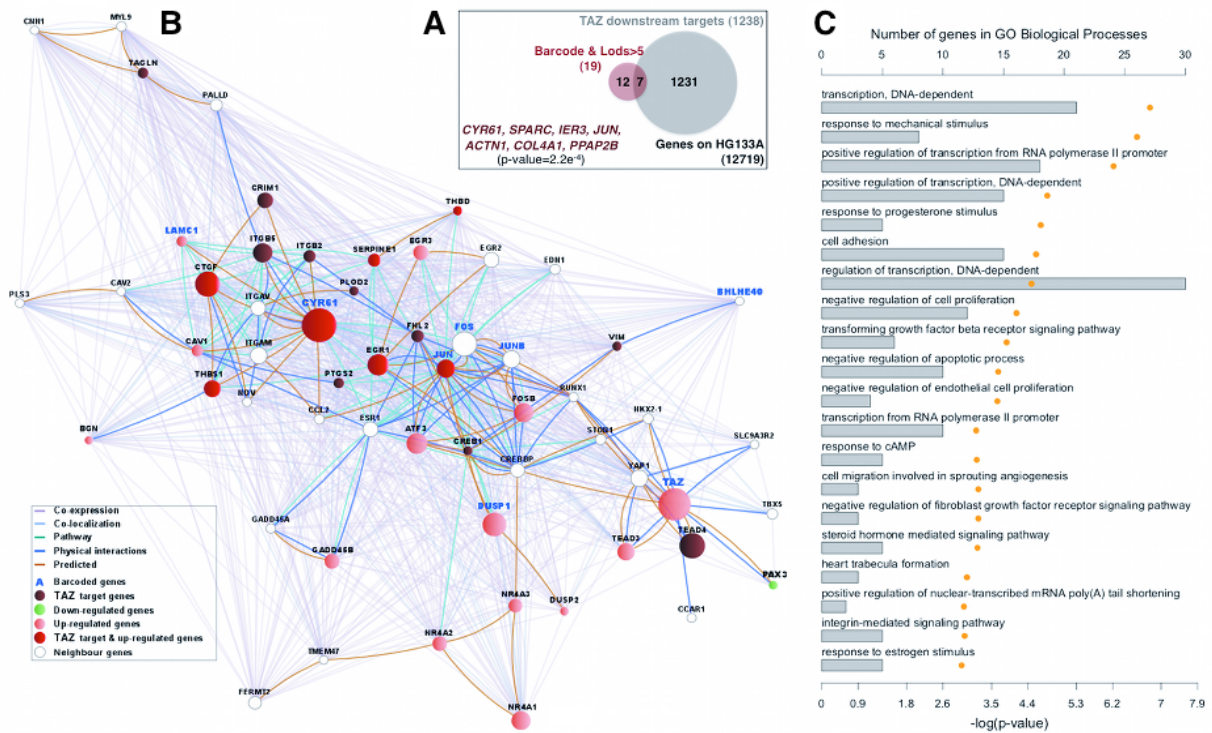 B
A
C
TAZ downstream targets (1238)
Barcode & Lods>5
(19)
12
7
1231
CYR61, SPARC, IER3, JUN,
ACTN1, COL4A1, PPAP2B
(p-value=2.2e-4)
Genes on HG133A
(12719)
CNN1
MYL9
TAGLN
PALLD
CRIM1
THBD
LAMC1
ITGB5
ITGB2
SERPINE1
EGR3
EGR2
EDN1
CTGF
PLOD2
PLS3
CAV2
ITGAV
CYR61
BHLHE40
FHL2
FOS
JUNB
VIM
CAV1
ITGAM
EGR1
JUN
THBS1
PTGS2
RUNX1
NOV
CCL2
FOSB
NKX2-1
BGN
ESR1
ATF3
CREB1
STON1
SLC9A3R2
CREBBP
YAP1
TAZ
TBX5
DUSP1
GADD45A
TEAD3
TEAD4
GADD45B
PAX3
NR4A3
DUSP2
CCAR1
NR4A2
TMEM47
FERMT2
NR4A1
Co-expression
Co-localization
Pathway
Physical interactions
Predicted
A Barcoded genes
TAZ target genes
Down-regulated genes
Up-regulated genes
TAZ target & up-regulated genes
Neighbour genes
Number of genes in GO Biological Processes
0 5 10 15 20 25 30
transcription, DNA-dependent
response to mechanical stimulus
positive regulation of transcription from RNA polymerase II promoter
positive regulation of transcription, DNA-dependent
response to progesterone stimulus
cell adhesion
regulation of transcription, DNA-dependent
negative regulation of cell proliferation
transforming growth factor beta receptor signaling pathway
negative regulation of apoptotic process
negative regulation of endothelial cell proliferation
transcription from RNA polymerase II promoter
response to cAMP
cell migration involved in sprouting angiogenesis
negative regulation of fibroblast growth factor receptor signaling pathway
steroid hormone mediated signaling pathway
heart trabecula formation
positive regulation of nuclear-transcribed mRNA poly(A) tail shortening
integrin-mediated signaling pathway
response to estrogen stimulus
0 0.9 1.8 2.6 3.5 4.4 5.3 6.2 7 7.9
-log(p-value)